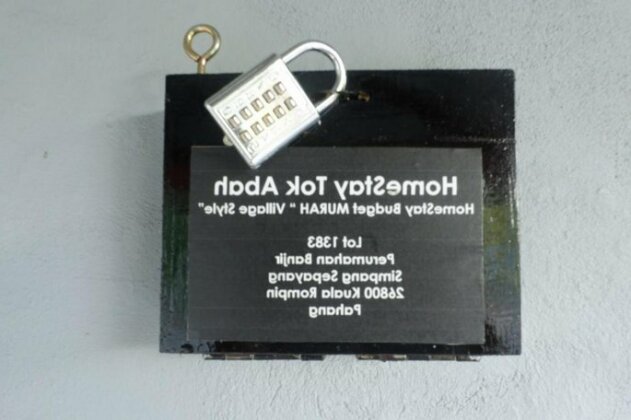 HomeStay Tok Abah
HomeStay Budget MURAH " Village Style"
Lot 1383
Perumahan Banjir
Simpang Sepayang
26800 Kuala Rompin
Pahang